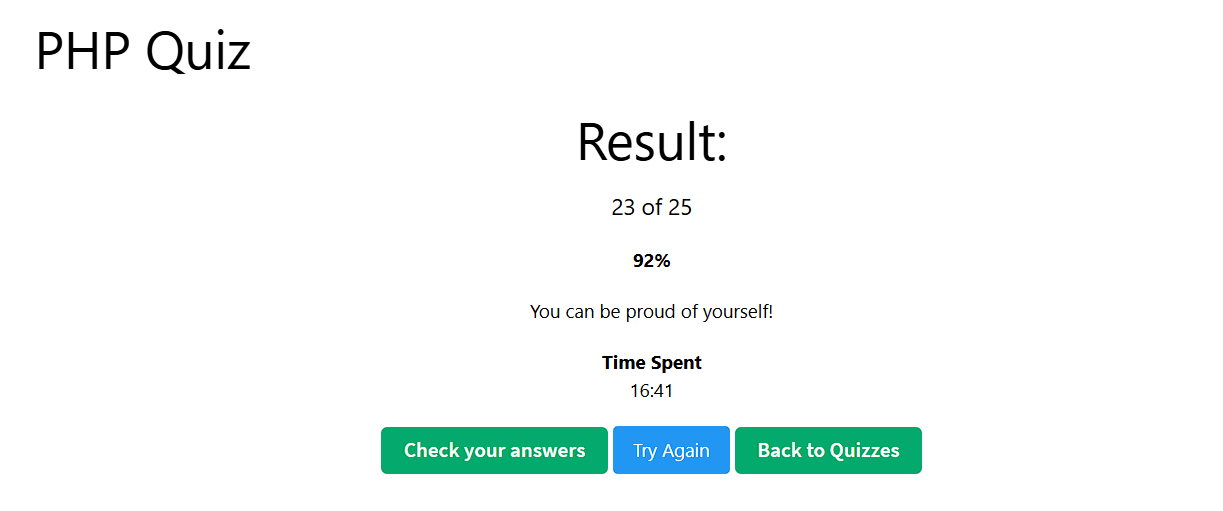 PHP Quiz
Result:
23 of 25
92%
You can be proud of yourself!
Time Spent
16:41
Check your answers
Try Again
Back to Quizzes